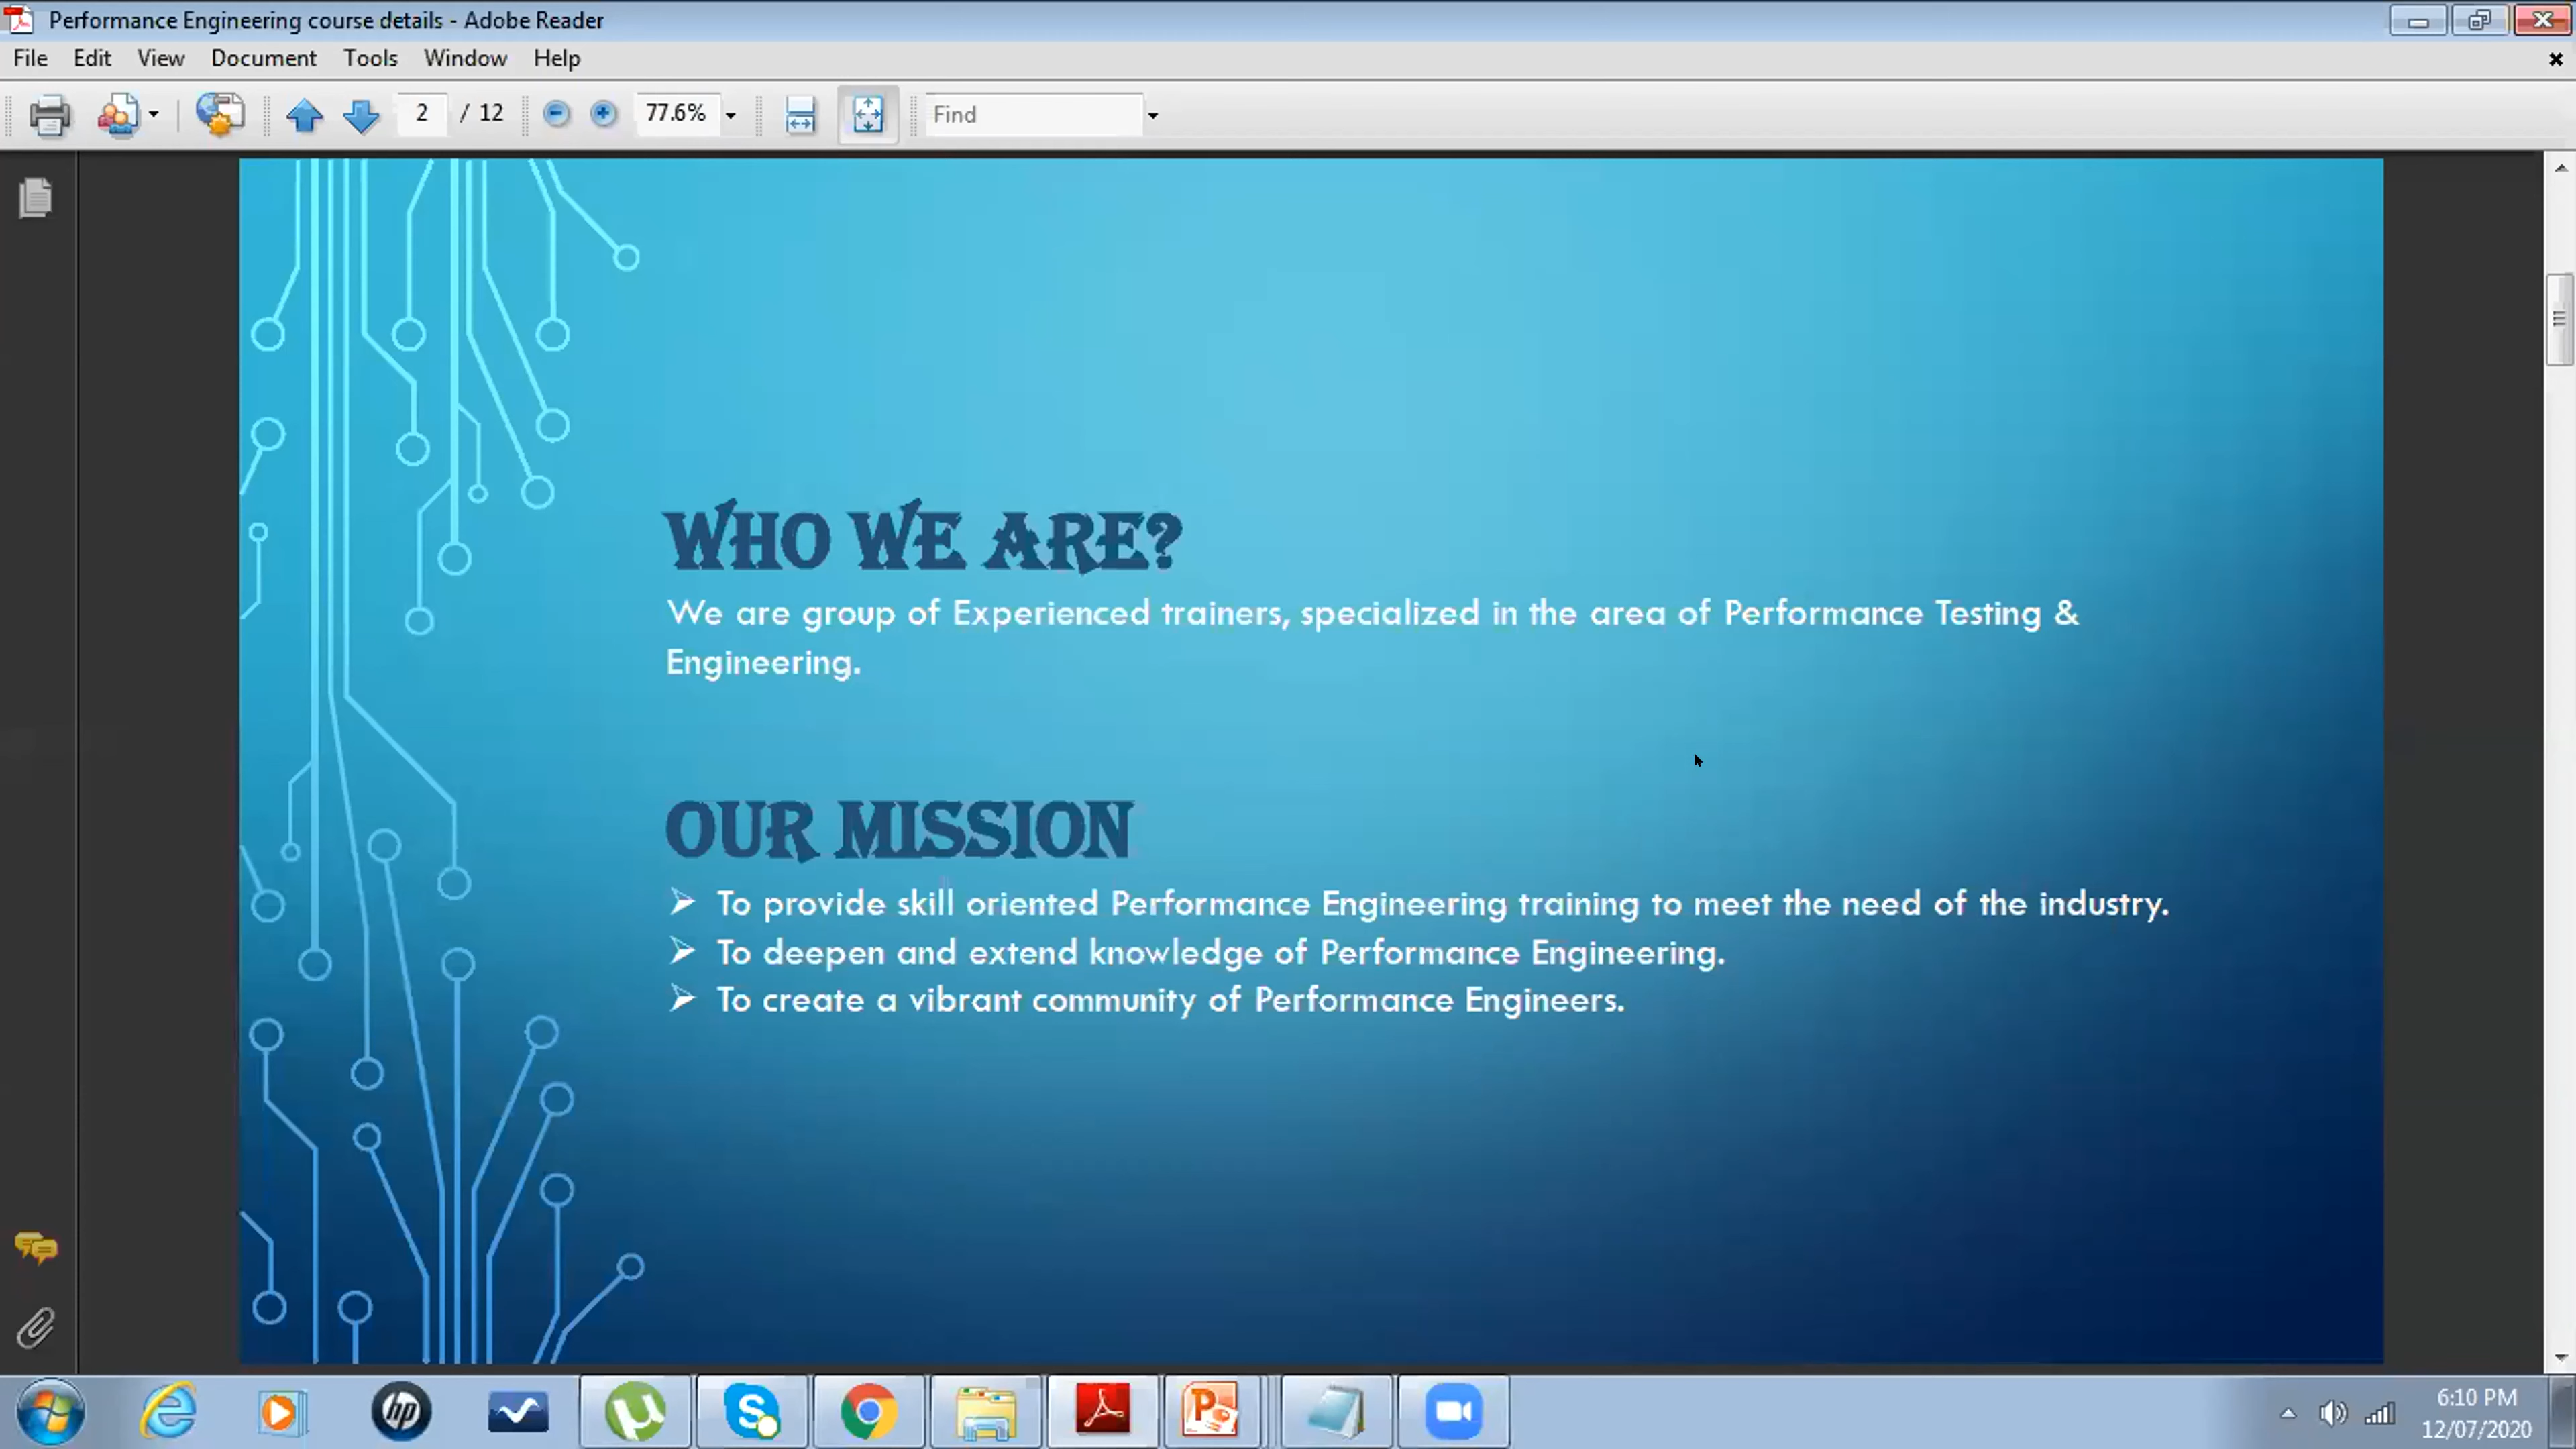 Performance Engineering course details - Adobe Reader
File Edit View Document Tools Window Help
2 / 12 77.6% Find
WHO WE ARE?
We are group of Experienced trainers, specialized in the area of Performance Testing &
Engineering.
OUR MISSION
➢ To provide skill oriented Performance Engineering training to meet the need of the industry.
➢ To deepen and extend knowledge of Performance Engineering.
➢ To create a vibrant community of Performance Engineers.
6:10 PM
12/07/2020